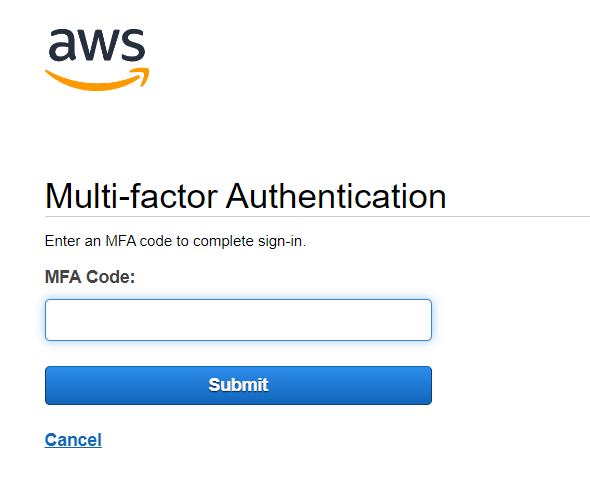 aws
Multi-factor Authentication
Enter an MFA code to complete sign-in.
MFA Code:
Submit
Cancel